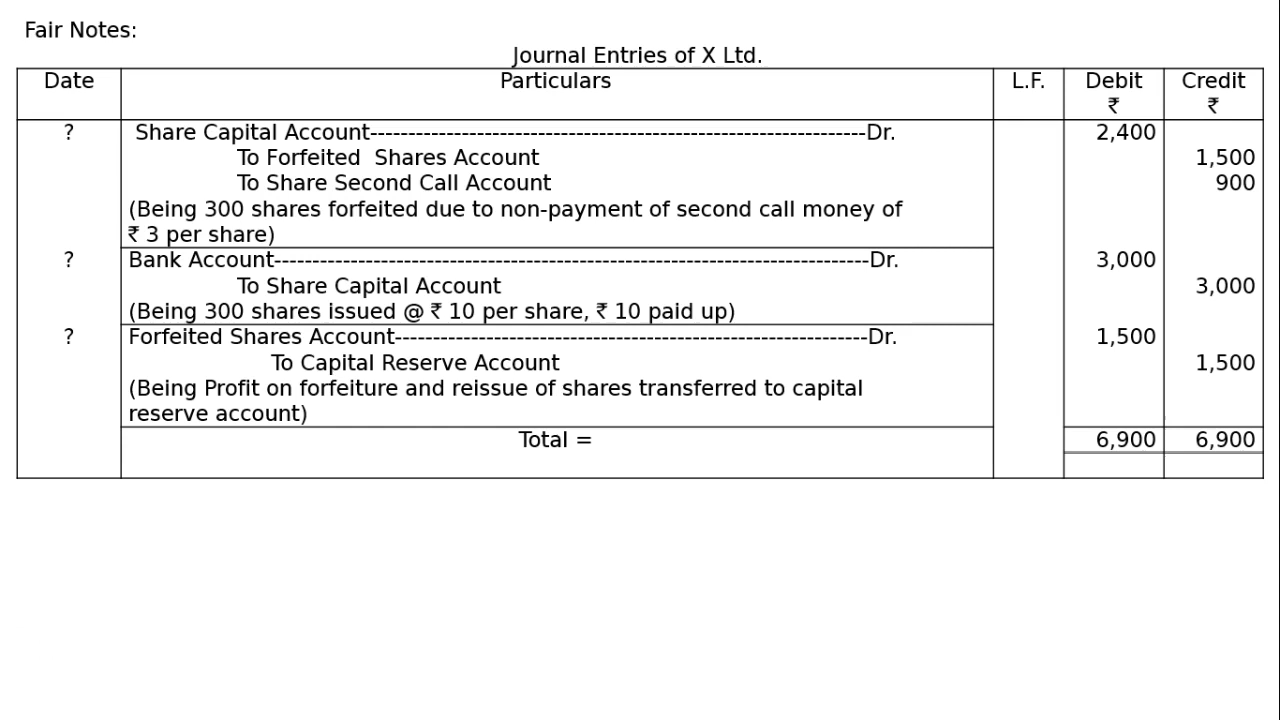 Fair Notes:
Journal Entries of X Ltd.
Date Particulars L.F. Debit Credit
₹ ₹
? Share Capital Account-----------------------------------------------------------------Dr. 2,400
To Forfeited  Shares Account 1,500
To Share Second Call Account 900
(Being 300 shares forfeited due to non-payment of second call money of
₹ 3 per share)
? Bank Account------------------------------------------------------------------------------Dr. 3,000
To Share Capital Account 3,000
(Being 300 shares issued @ ₹ 10 per share, ₹ 10 paid up)
? Forfeited Shares Account--------------------------------------------------------------Dr. 1,500
To Capital Reserve Account 1,500
(Being Profit on forfeiture and reissue of shares transferred to capital
reserve account)
Total = 6,900 6,900